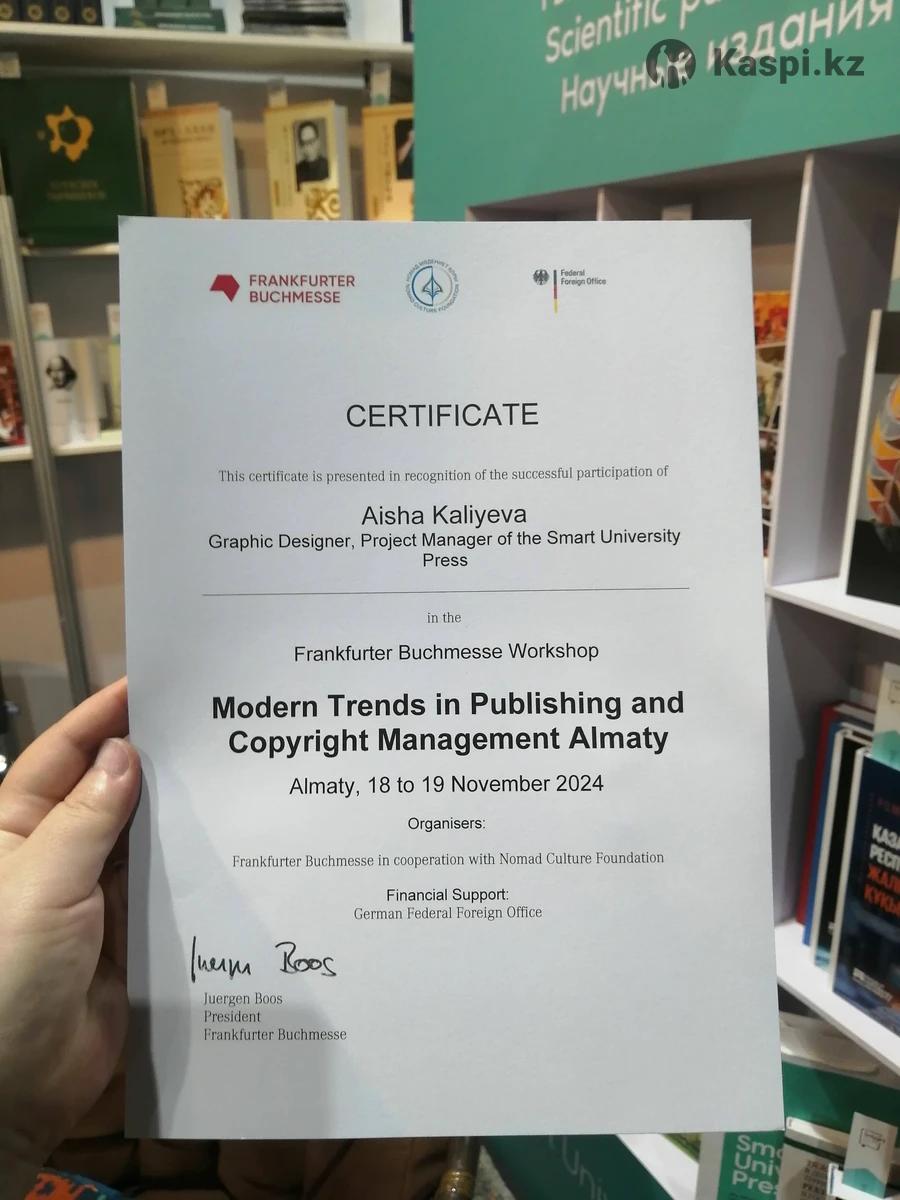 Scientific
Научные издания
Kaspi.kz
FRANKFURTER
BUCHMESSE
NOMAD CULTURE FOUNDATION
Federal
Foreign Office
CERTIFICATE
This certificate is presented in recognition of the successful participation of
Aisha Kaliyeva
Graphic Designer, Project Manager of the Smart University
Press
in the
Frankfurter Buchmesse Workshop
Modern Trends in Publishing and
Copyright Management Almaty
Almaty, 18 to 19 November 2024
Organisers:
Frankfurter Buchmesse in cooperation with Nomad Culture Foundation
Financial Support:
German Federal Foreign Office
Juergen Boos
Juergen Boos
President
Frankfurter Buchmesse